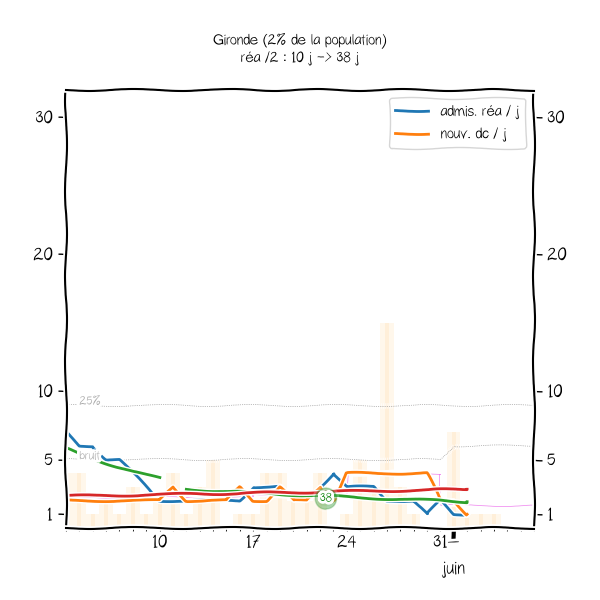 Gironde (2% de la population)
réa /2 : 10 j -> 38 j
admis. réa / j
nouv. dc / j
30
30
20
20
10
10
25%
5
bruit
5
38
1
1
10
17
24
31
juin